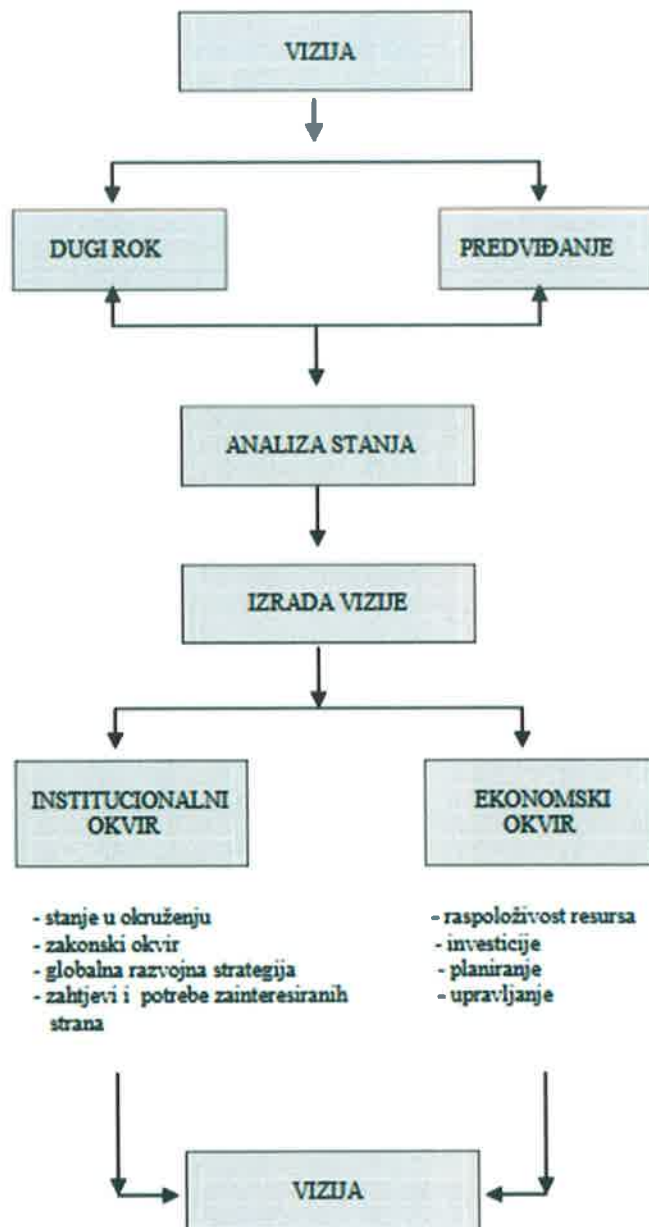 VIZIJA
DUGI ROK
PREDVIĐANJE
ANALIZA STANJA
IZRADA VIZIJE
INSTITUCIONALNI
OKVIR
EKONOMSKI
OKVIR
- stanje u okruženju
- zakonski okvir
- globalna razvojna strategija
- zahtjevi i potrebe zainteresiranih
strana
- raspoloživost resursa
- investicije
- planiranje
- upravljanje
VIZIJA